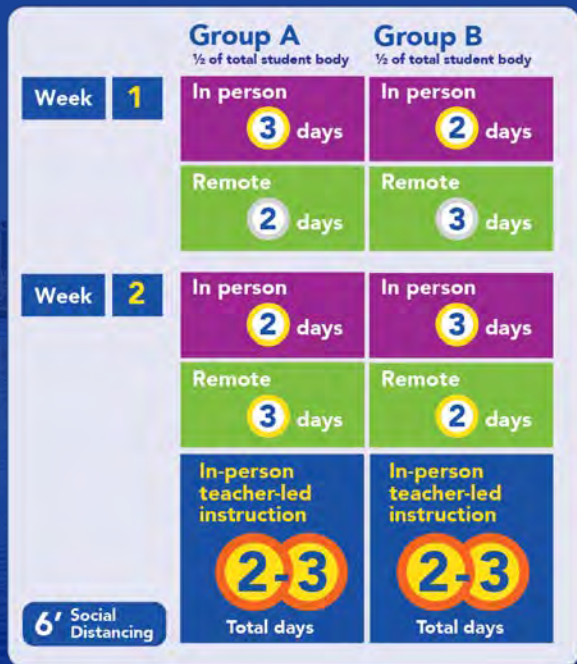 Group A
½ of total student body
Group B
½ of total student body
Week 1
In person
3 days
In person
2 days
Remote
2 days
Remote
3 days
Week 2
In person
2 days
In person
3 days
Remote
3 days
Remote
2 days
In-person
teacher-led
instruction
2-3
Total days
In-person
teacher-led
instruction
2-3
Total days
6′ Social
Distancing